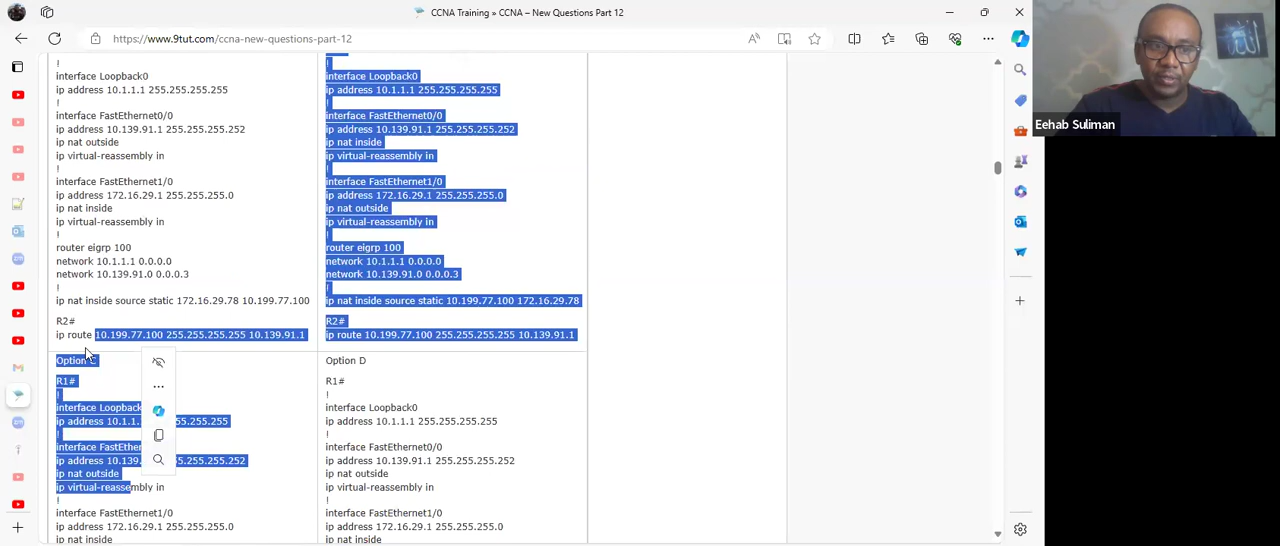 CCNA Training » CCNA – New Questions Part 12
https://www.9tut.com/ccna-new-questions-part-12
Eehab Suliman
!
interface Loopback0
ip address 10.1.1.1 255.255.255.255
!
interface FastEthernet0/0
ip address 10.139.91.1 255.255.255.252
ip nat outside
ip virtual-reassembly in
!
interface FastEthernet1/0
ip address 172.16.29.1 255.255.255.0
ip nat inside
ip virtual-reassembly in
!
router eigrp 100
network 10.1.1.1 0.0.0.0
network 10.139.91.0 0.0.0.3
!
ip nat inside source static 172.16.29.78 10.199.77.100
R2#
ip route 10.199.77.100 255.255.255.255 10.139.91.1
!
interface Loopback0
ip address 10.1.1.1 255.255.255.255
!
interface FastEthernet0/0
ip address 10.139.91.1 255.255.255.252
ip nat inside
ip virtual-reassembly in
!
interface FastEthernet1/0
ip address 172.16.29.1 255.255.255.0
ip nat outside
ip virtual-reassembly in
!
router eigrp 100
network 10.1.1.1 0.0.0.0
network 10.139.91.0 0.0.0.3
!
ip nat inside source static 10.199.77.100 172.16.29.78
R2#
ip route 10.199.77.100 255.255.255.255 10.139.91.1
Option
R1#
!
interface
ip address 55.255.255
!
interface
ip address 255.255.252
ip nat outside
ip virtual-reassembly in
!
interface FastEthernet1/0
ip address 172.16.29.1 255.255.255.0
ip nat inside
Option D
R1#
!
interface Loopback0
ip address 10.1.1.1 255.255.255.255
!
interface FastEthernet0/0
ip address 10.139.91.1 255.255.255.252
ip nat outside
ip virtual-reassembly in
!
interface FastEthernet1/0
ip address 172.16.29.1 255.255.255.0
ip nat inside